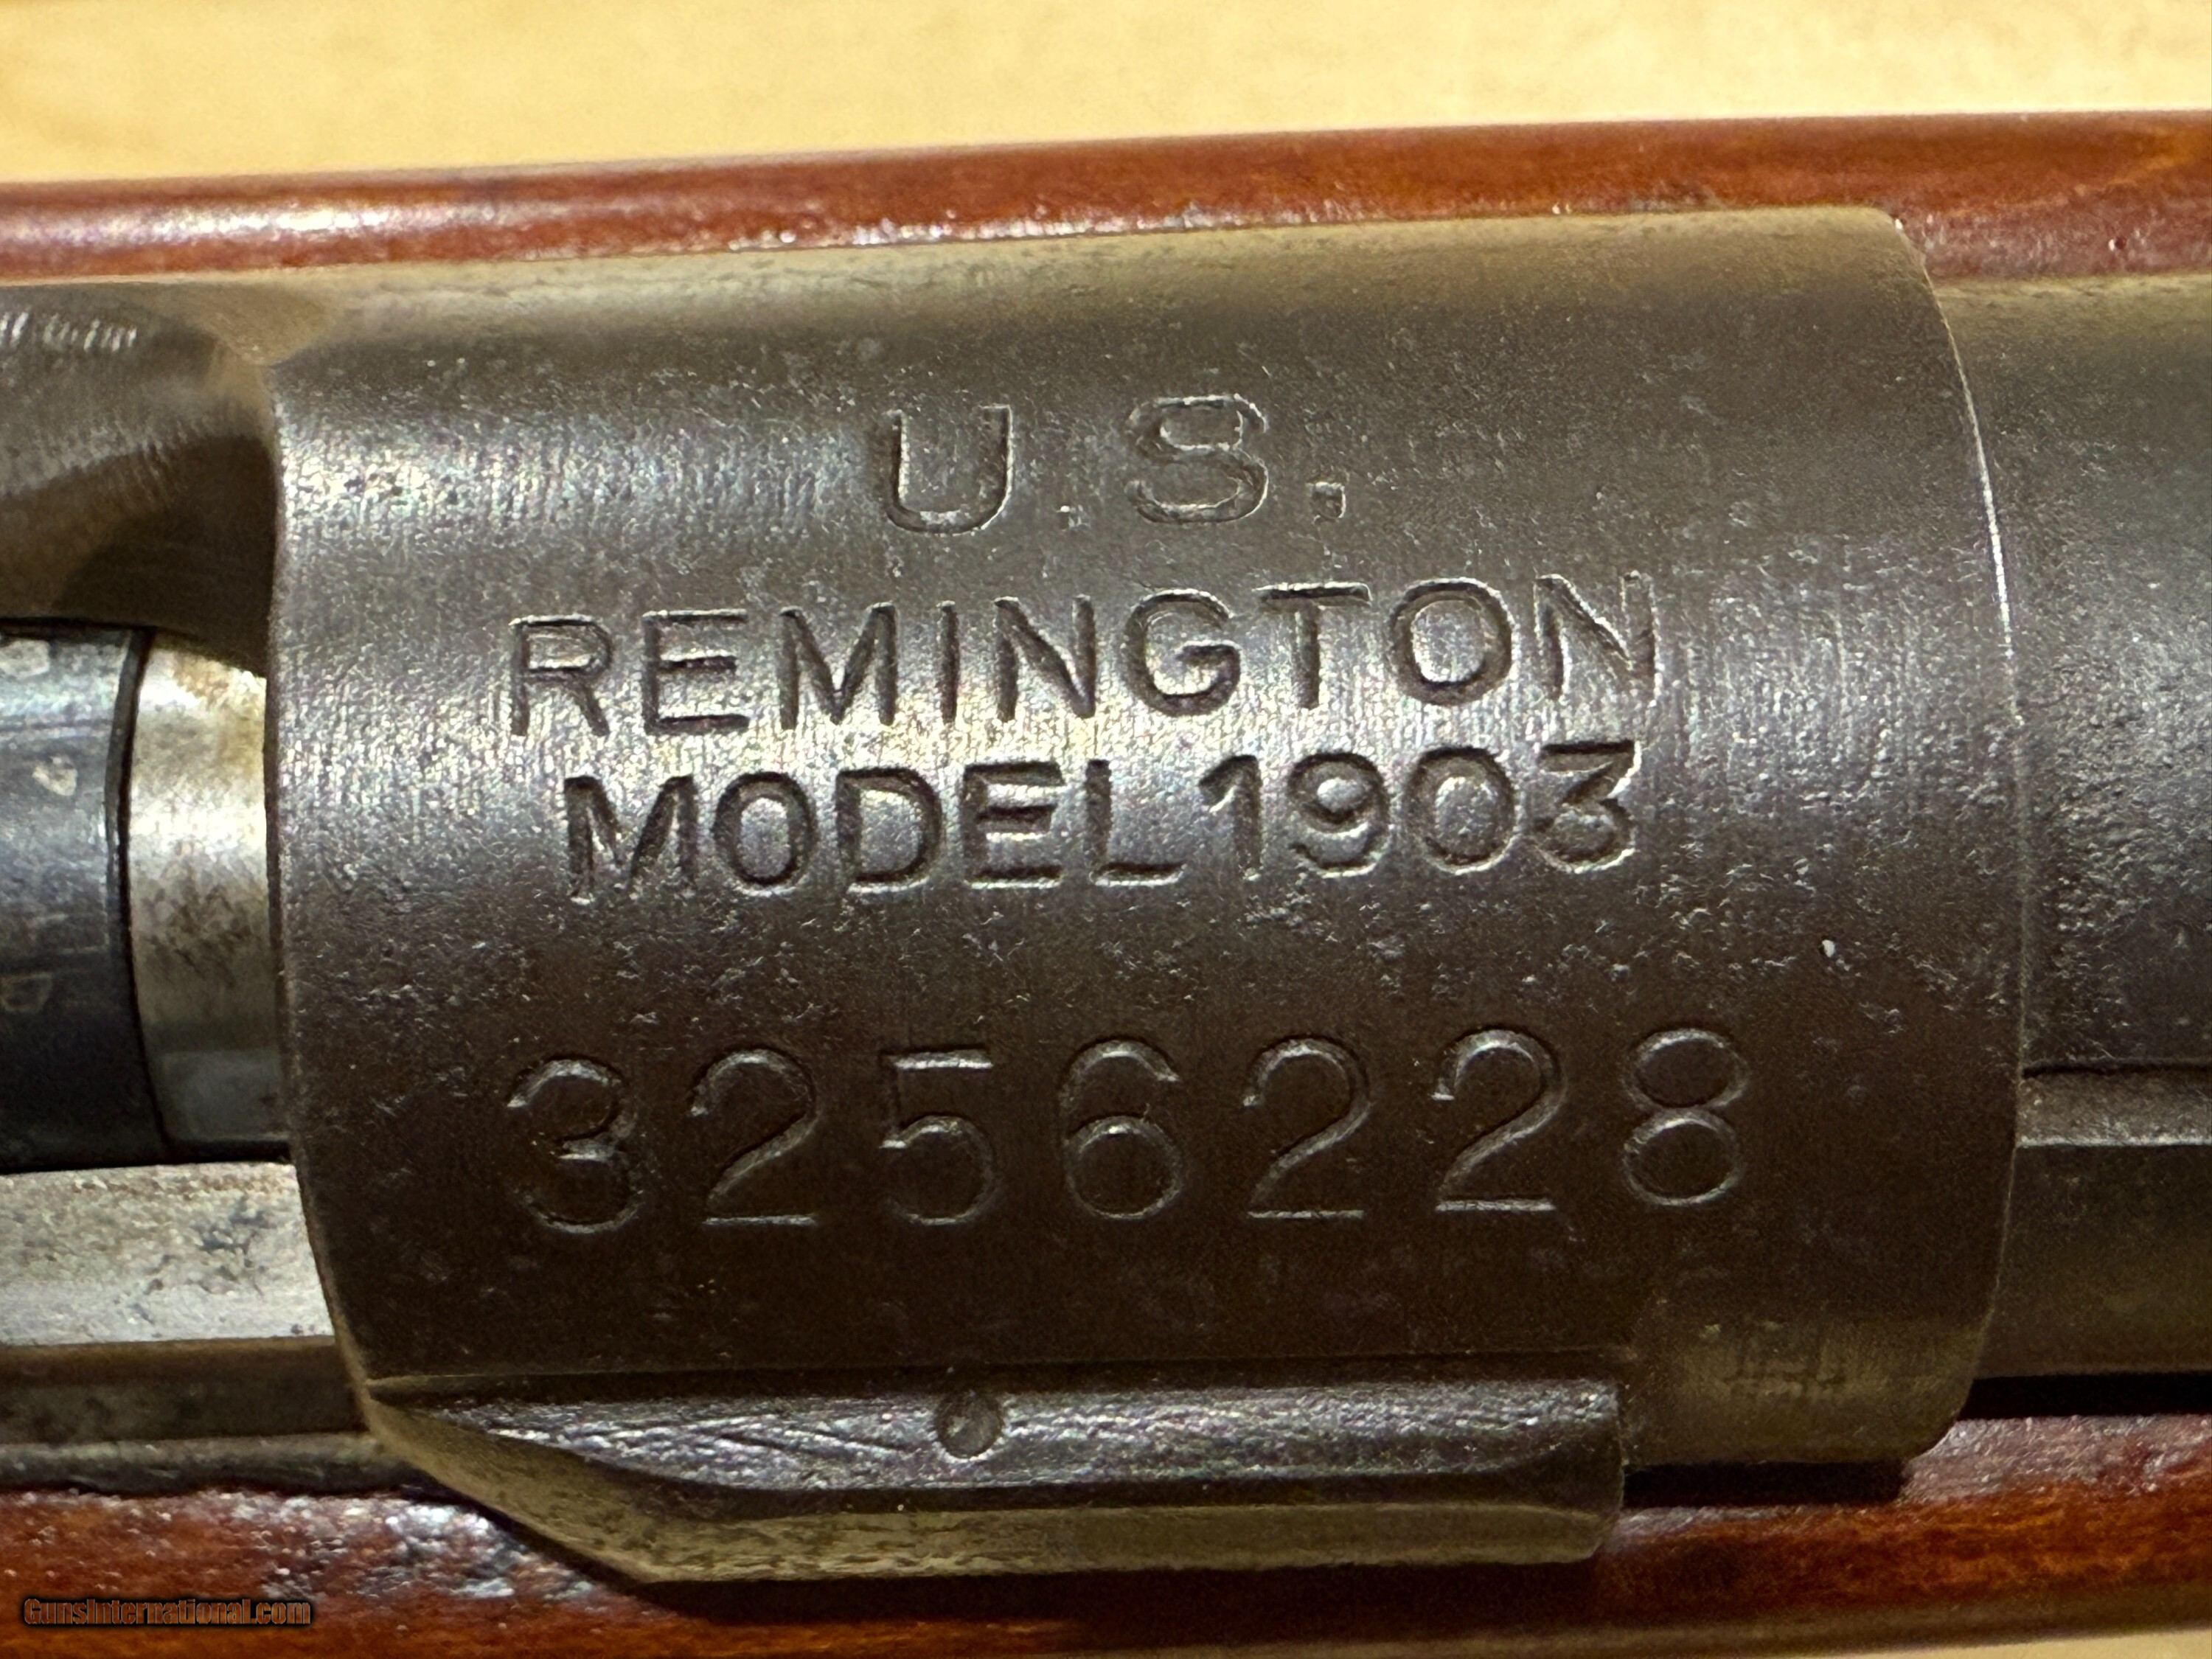 U.S.
REMINGTON
MODEL 1903
3256228
GunsInternational.com